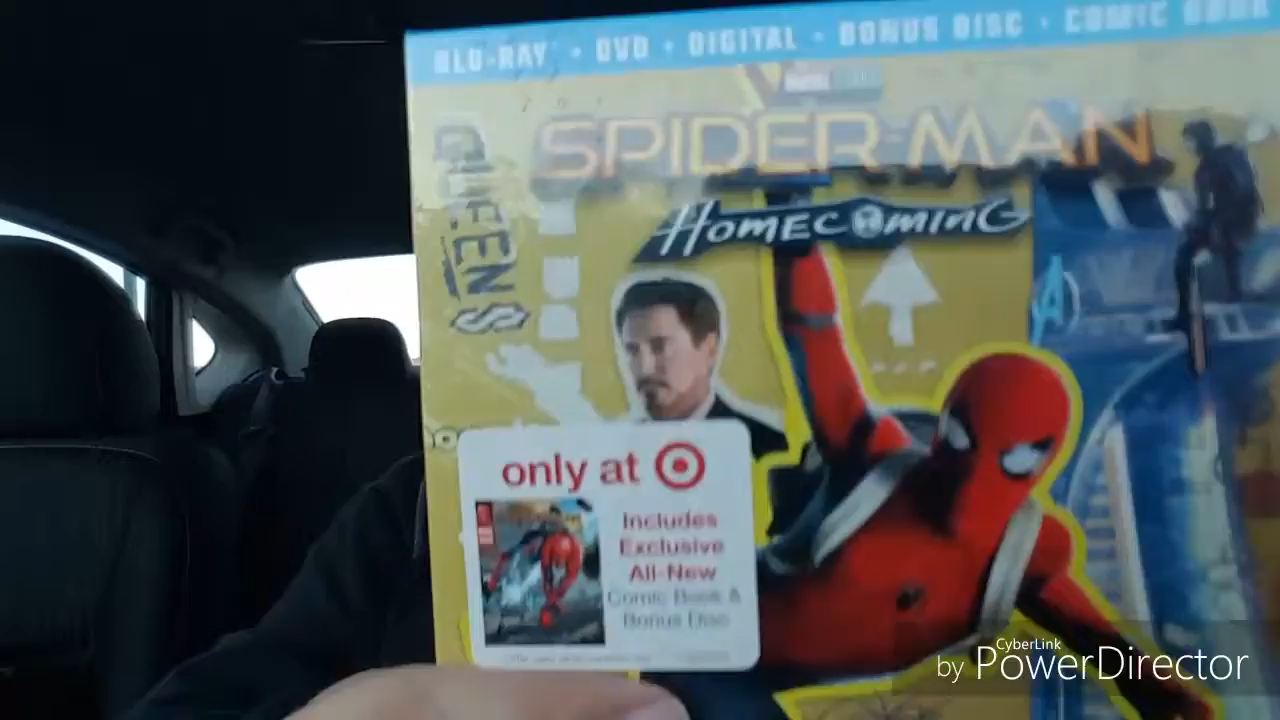 BLU-RAY • DVD • DIGITAL • BONUS DISC • COMIC BOOK
SPIDER-MAN
HOMECOMING
QUEENS
only at
Includes
Exclusive
All-New
Comic Book &
Bonus Disc
CyberLink
by PowerDirector